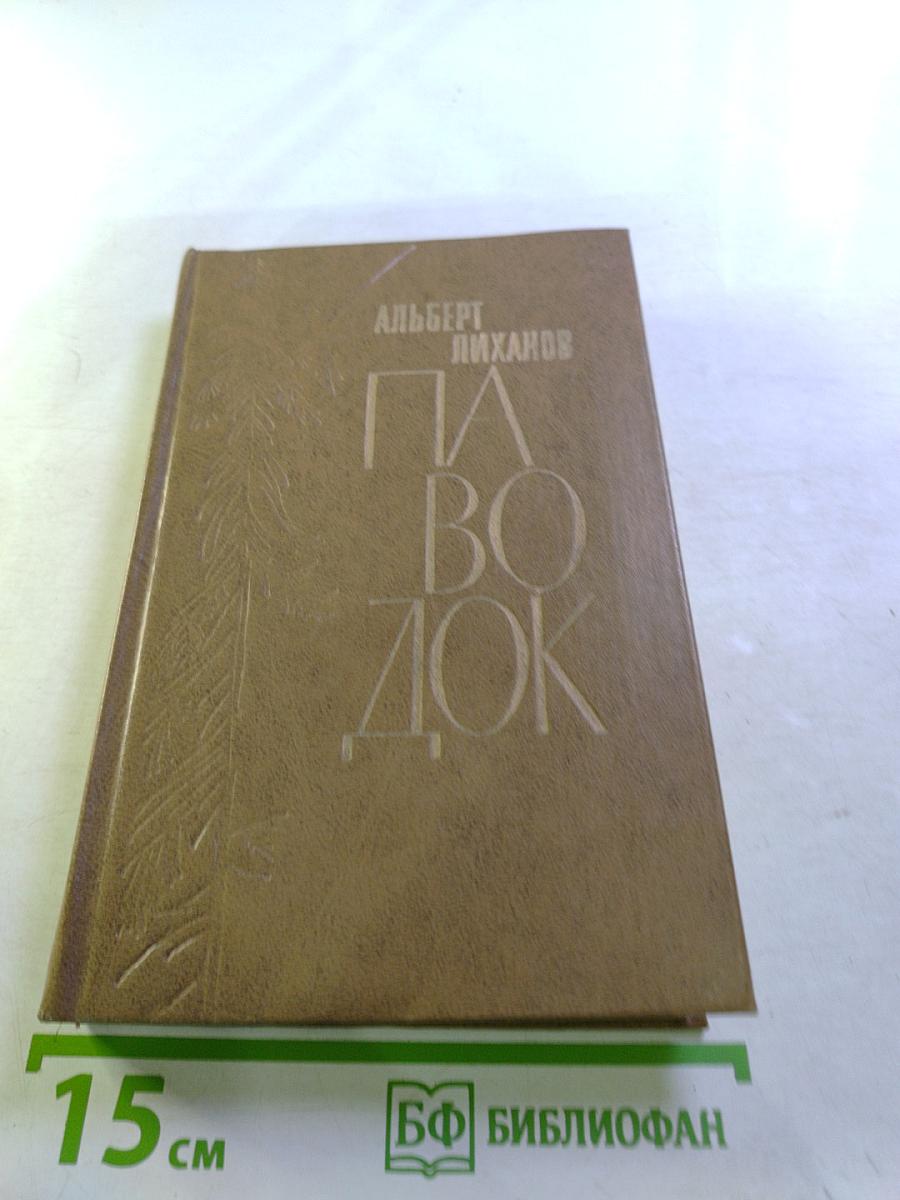 АЛЬБЕРТ
ЛИХАНОВ
ПА
ВО
ДОК
15 см
БФ БИБЛИОФАН